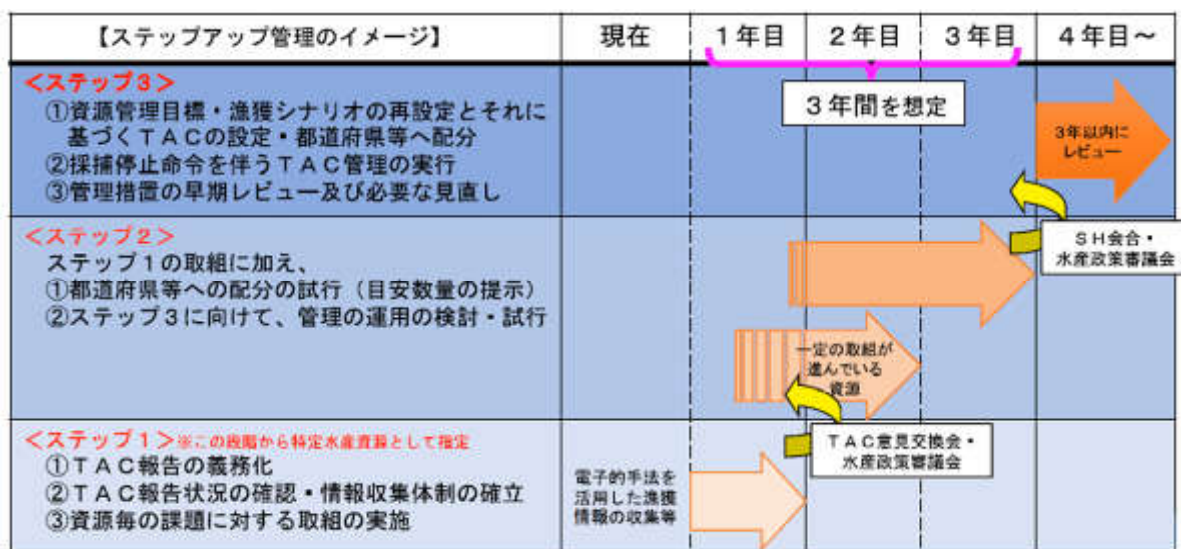 【ステップアップ管理のイメージ】 現在 1年目 2年目 3年目 4年目～
3年間を想定
＜ステップ3＞
①資源管理目標・漁獲シナリオの再設定とそれに
基づくTACの設定・都道府県等へ配分
②採捕停止命令を伴うTAC管理の実行
③管理措置の早期レビュー及び必要な見直し
3年以内に
レビュー
＜ステップ2＞
ステップ1の取組に加え、
①都道府県等への配分の試行（目安数量の提示）
②ステップ3に向けて、管理の運用の検討・試行
SH会合・
水産政策審議会
一定の取組が
進んでいる
資源
＜ステップ1＞※この段階から特定水産資源として指定
①TAC報告の義務化
②TAC報告状況の確認・情報収集体制の確立
③資源毎の課題に対する取組の実施
電子的手法を
活用した漁獲
情報の収集等
TAC意見交換会・
水産政策審議会